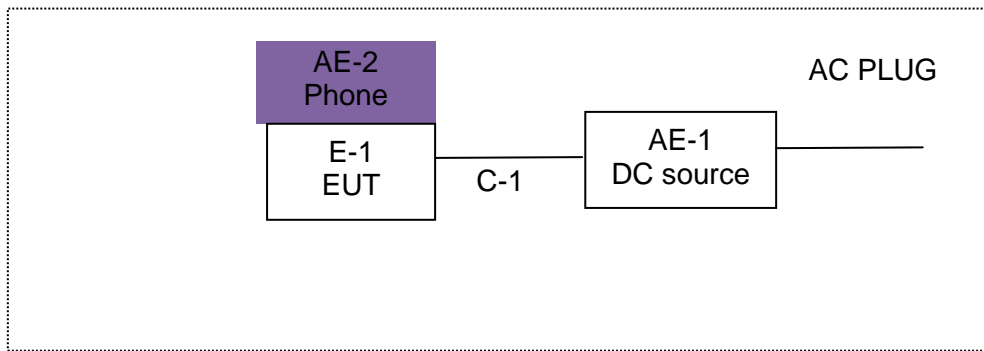 AE-2
Phone
AC PLUG
E-1
EUT
C-1
AE-1
DC source